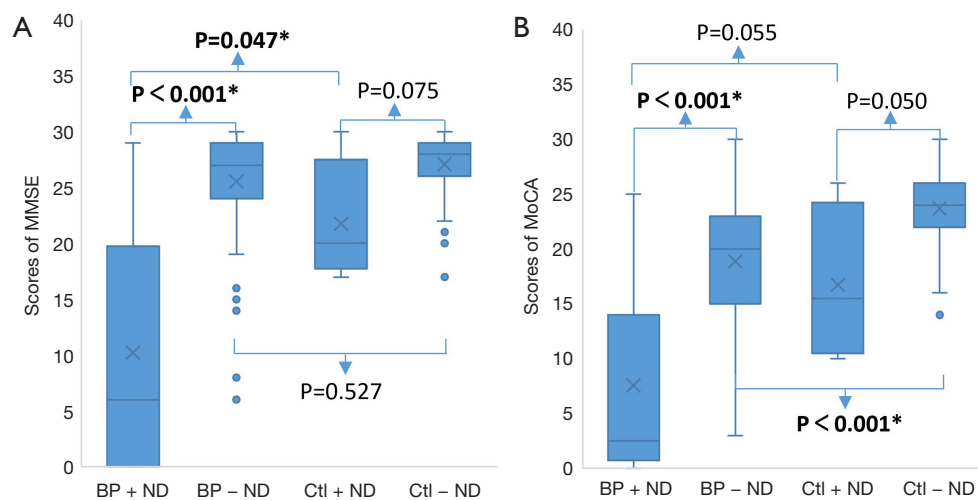 A
Scores of MMSE
40
35
30
25
20
15
10
5
0
P=0.047*
P < 0.001*
P=0.075
P=0.527
BP + ND
BP – ND
Ctl + ND
Ctl – ND
B
Scores of MoCA
40
35
30
25
20
15
10
5
0
P=0.055
P < 0.001*
P=0.050
P < 0.001*
BP + ND
BP – ND
Ctl + ND
Ctl – ND